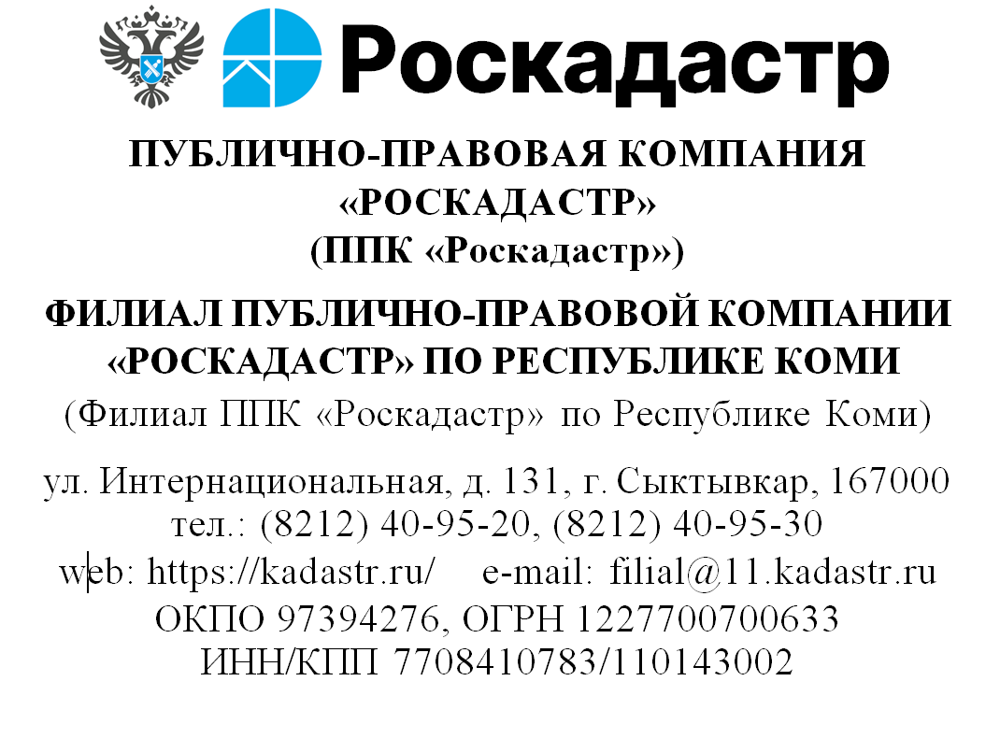 Роскадастр
ПУБЛИЧНО-ПРАВОВАЯ КОМПАНИЯ
«РОСКАДАСТР»
(ППК «Роскадастр»)
ФИЛИАЛ ПУБЛИЧНО-ПРАВОВОЙ КОМПАНИИ
«РОСКАДАСТР» ПО РЕСПУБЛИКЕ КОМИ
(Филиал ППК «Роскадастр» по Республике Коми)
ул. Интернациональная, д. 131, г. Сыктывкар, 167000
тел.: (8212) 40-95-20, (8212) 40-95-30
web: https://kadastr.ru/ e-mail: filial@11.kadastr.ru
ОКПО 97394276, ОГРН 1227700700633
ИНН/КПП 7708410783/110143002